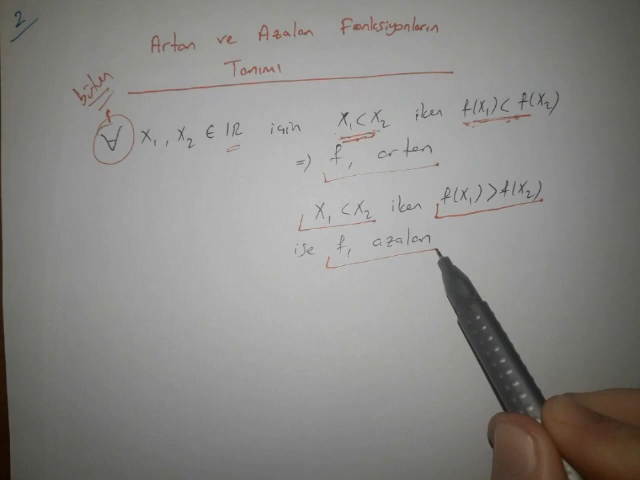 2
Artan ve Azalan Fonksiyonların
Tanımı
bütün
∀ x₁, x₂ ∈ IR için x₁ < x₂ iken f(x₁) < f(x₂)
=> f, artan
x₁ < x₂ iken f(x₁) > f(x₂)
ise f, azalan